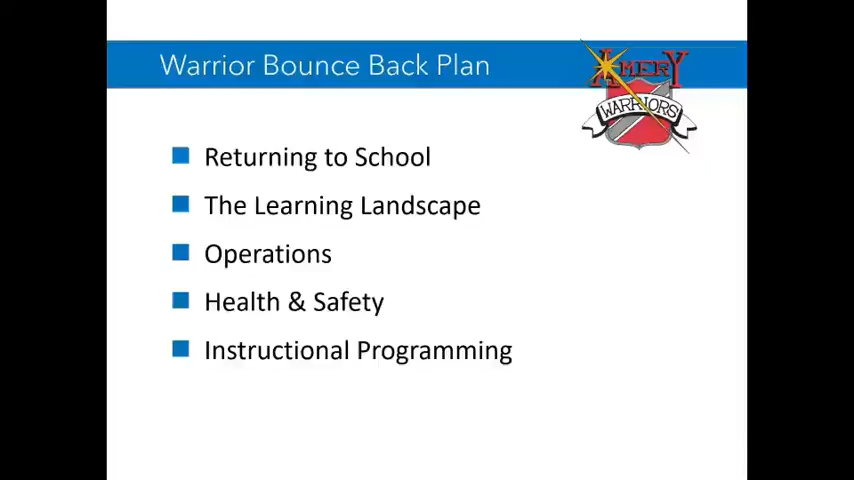 Warrior Bounce Back Plan
AMERY
WARRIORS
Returning to School
The Learning Landscape
Operations
Health & Safety
Instructional Programming